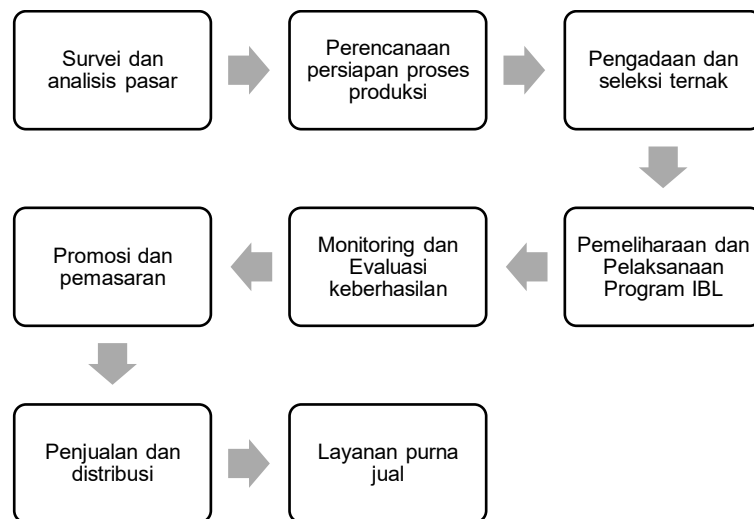 Survei dan
analisis pasar
Perencanaan
persiapan proses
produksi
Pengadaan dan
seleksi ternak
Pemeliharaan dan
Pelaksanaan
Program IBL
Monitoring dan
Evaluasi
keberhasilan
Promosi dan
pemasaran
Penjualan dan
distribusi
Layanan purna
jual